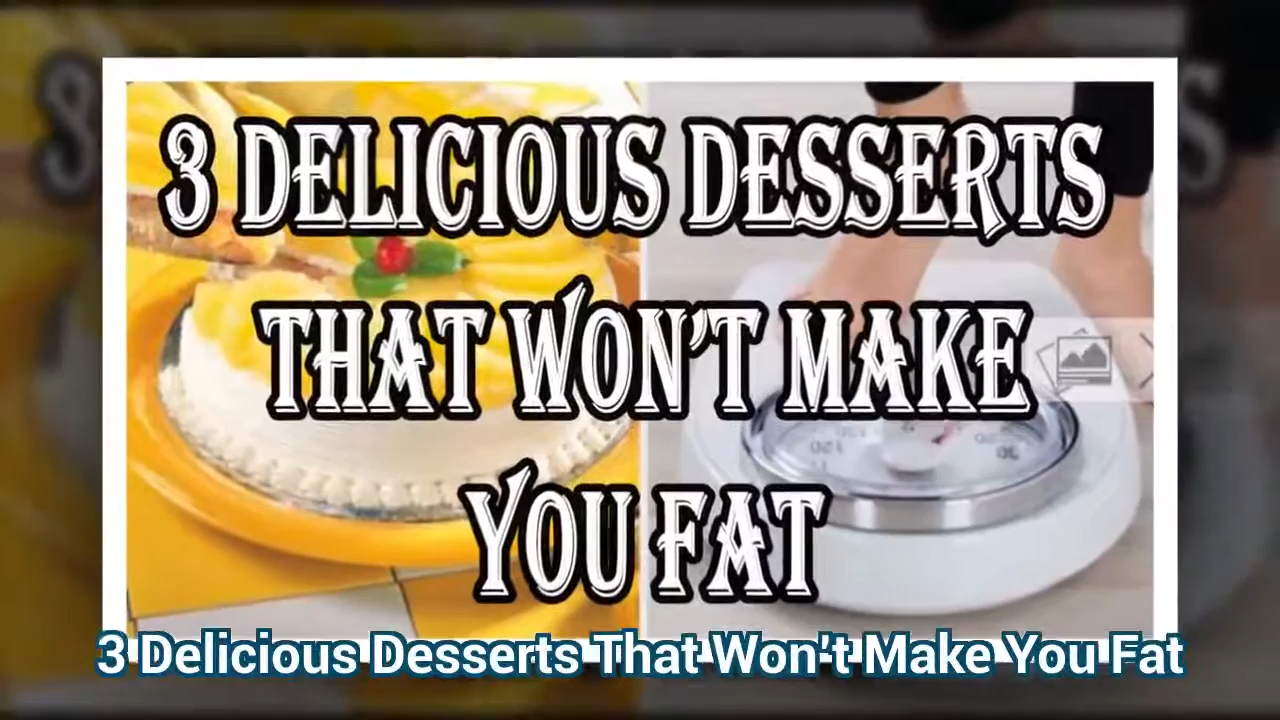 3 DELICIOUS DESSERTS
THAT WON'T MAKE
YOU FAT
3 Delicious Desserts That Won't Make You Fat